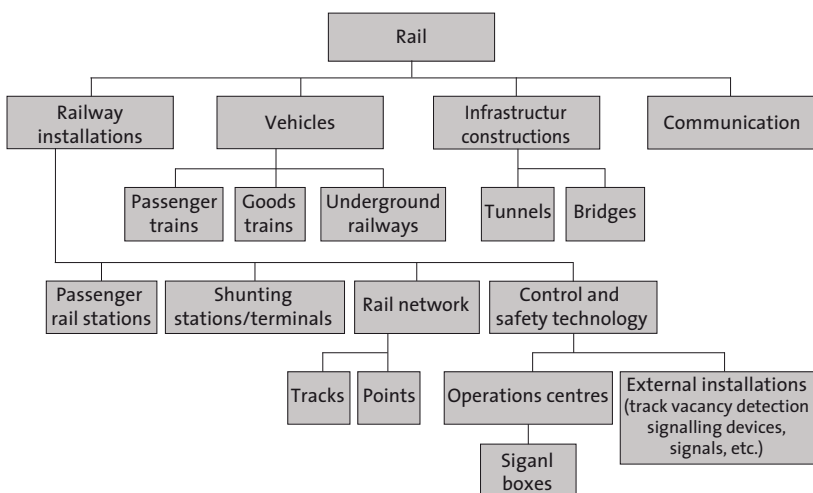 Rail
Railway
installations
Vehicles
Infrastructur
constructions
Communication
Passenger
trains
Goods
trains
Underground
railways
Tunnels
Bridges
Passenger
rail stations
Shunting
stations/terminals
Rail network
Control and
safety technology
Tracks
Points
Operations centres
External installations
(track vacancy detection
signalling devices,
signals, etc.)
Siganl
boxes